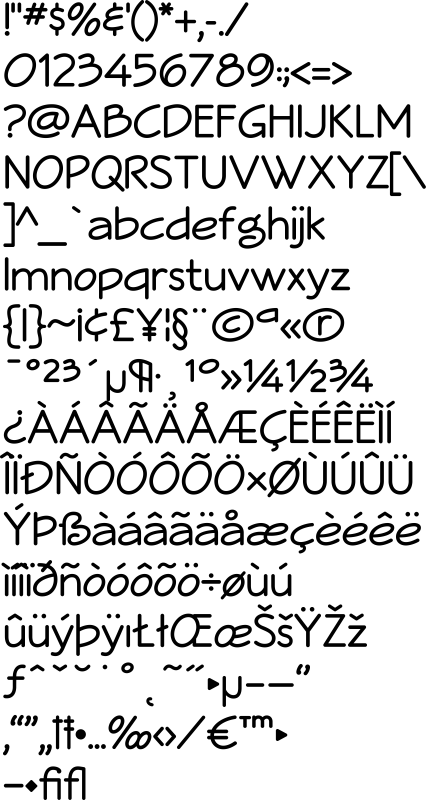 !"#$%&'()*+,-./
0123456789:;<=>
?@ABCDEFGHIJKLM
NOPQRSTUVWXYZ[\
]^_`abcdefghijk
lmnopqrstuvwxyz
{|}~¡¢£¥¦§¨©ª«®
¯°²³´µ¶·¸¹º»¼½¾
¿ÀÁÂÃÄÅÆÇÈÉÊËÌÍ
ÎÏÐÑÒÓÔÕÖ×ØÙÚÛÜ
ÝÞßàáâãäåæçèéêë
ìíîïðñòóôõö÷øùú
ûüýþÿıŁłŒœŠšŸŽž
ƒˆˇ˘˙˚˛˜˝▸µ–—“
‚“”„†‡•…‰‹›⁄€™▸
−◆fifl